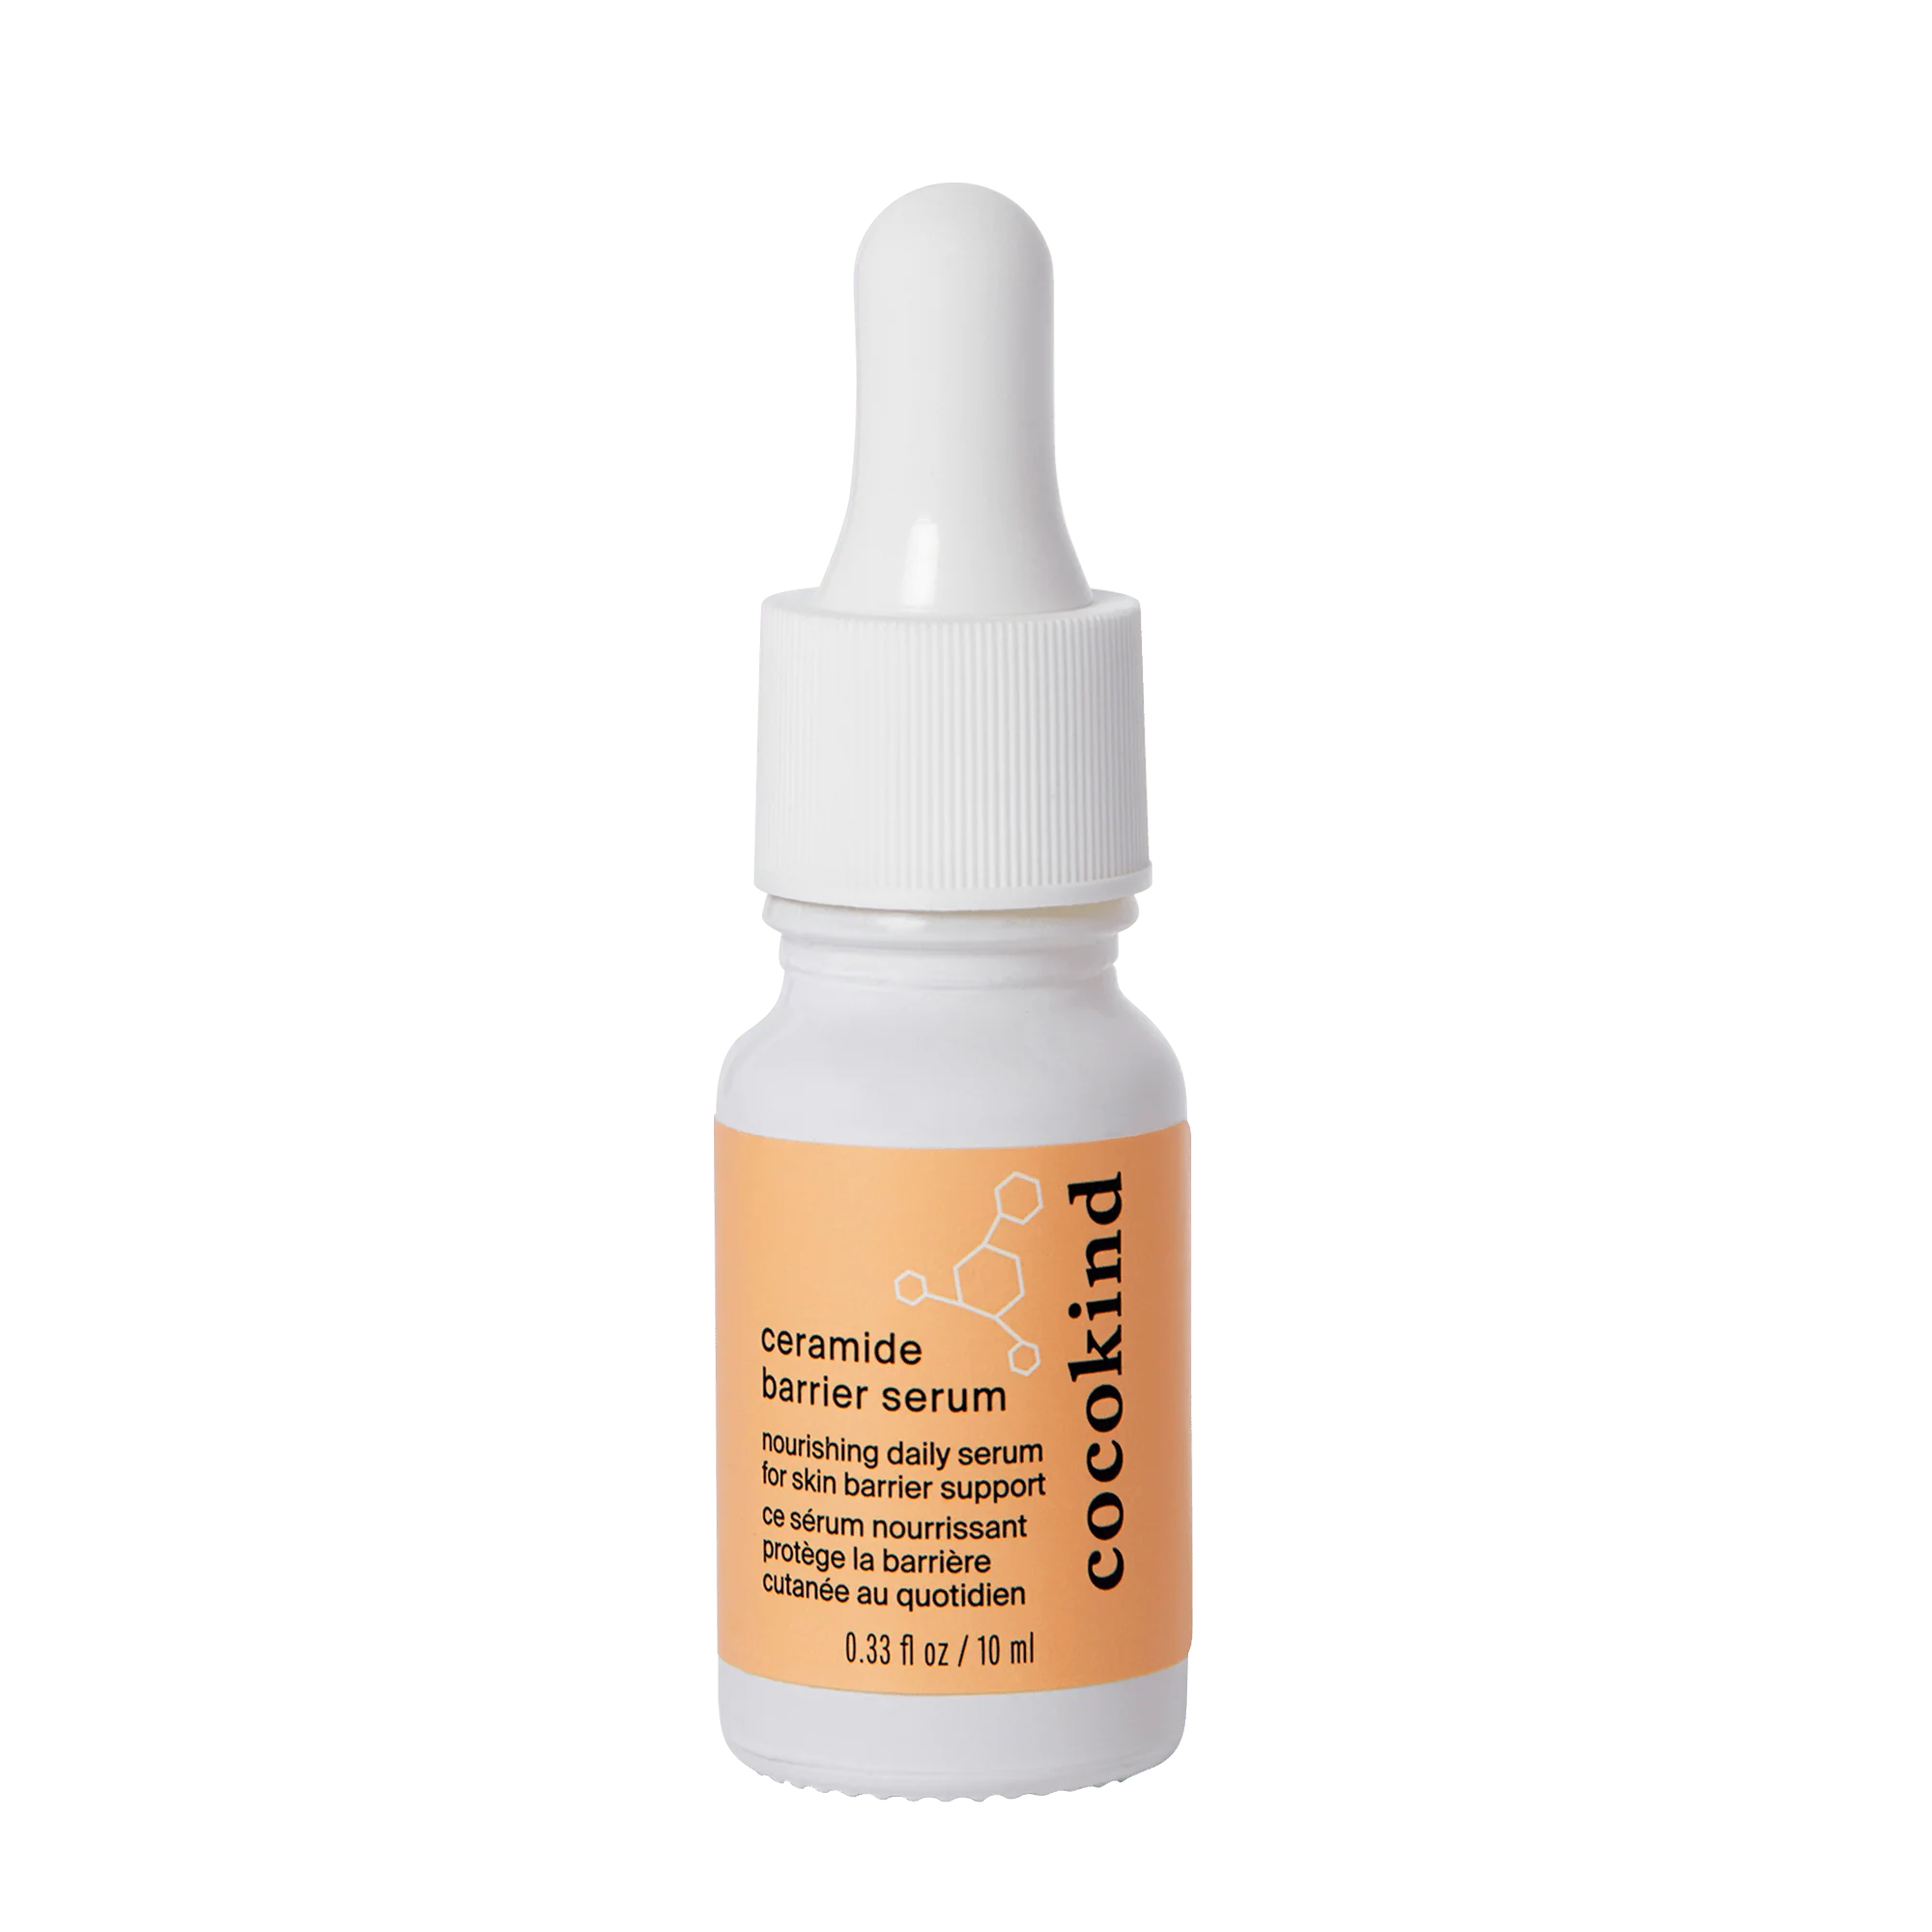 cocokind
ceramide
barrier serum
nourishing daily serum
for skin barrier support
ce sérum nourrissant
protège la barrière
cutanée au quotidien
0.33 fl oz / 10 ml